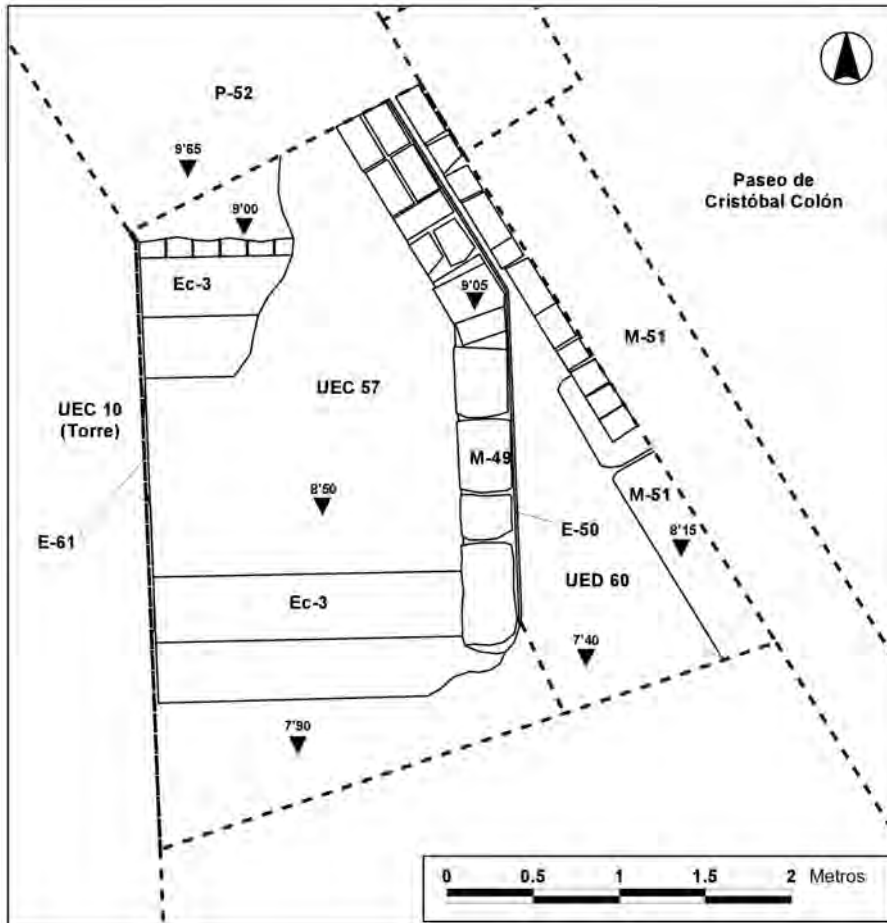 P-52
9'65
Paseo de
Cristóbal Colón
9'00
Ec-3
9'05
M-51
UEC 57
UEC 10
(Torre)
M-49
8'50
M-51
E-61
E-50
8'15
UED 60
Ec-3
7'40
7'90
0 0.5 1 1.5 2 Metros